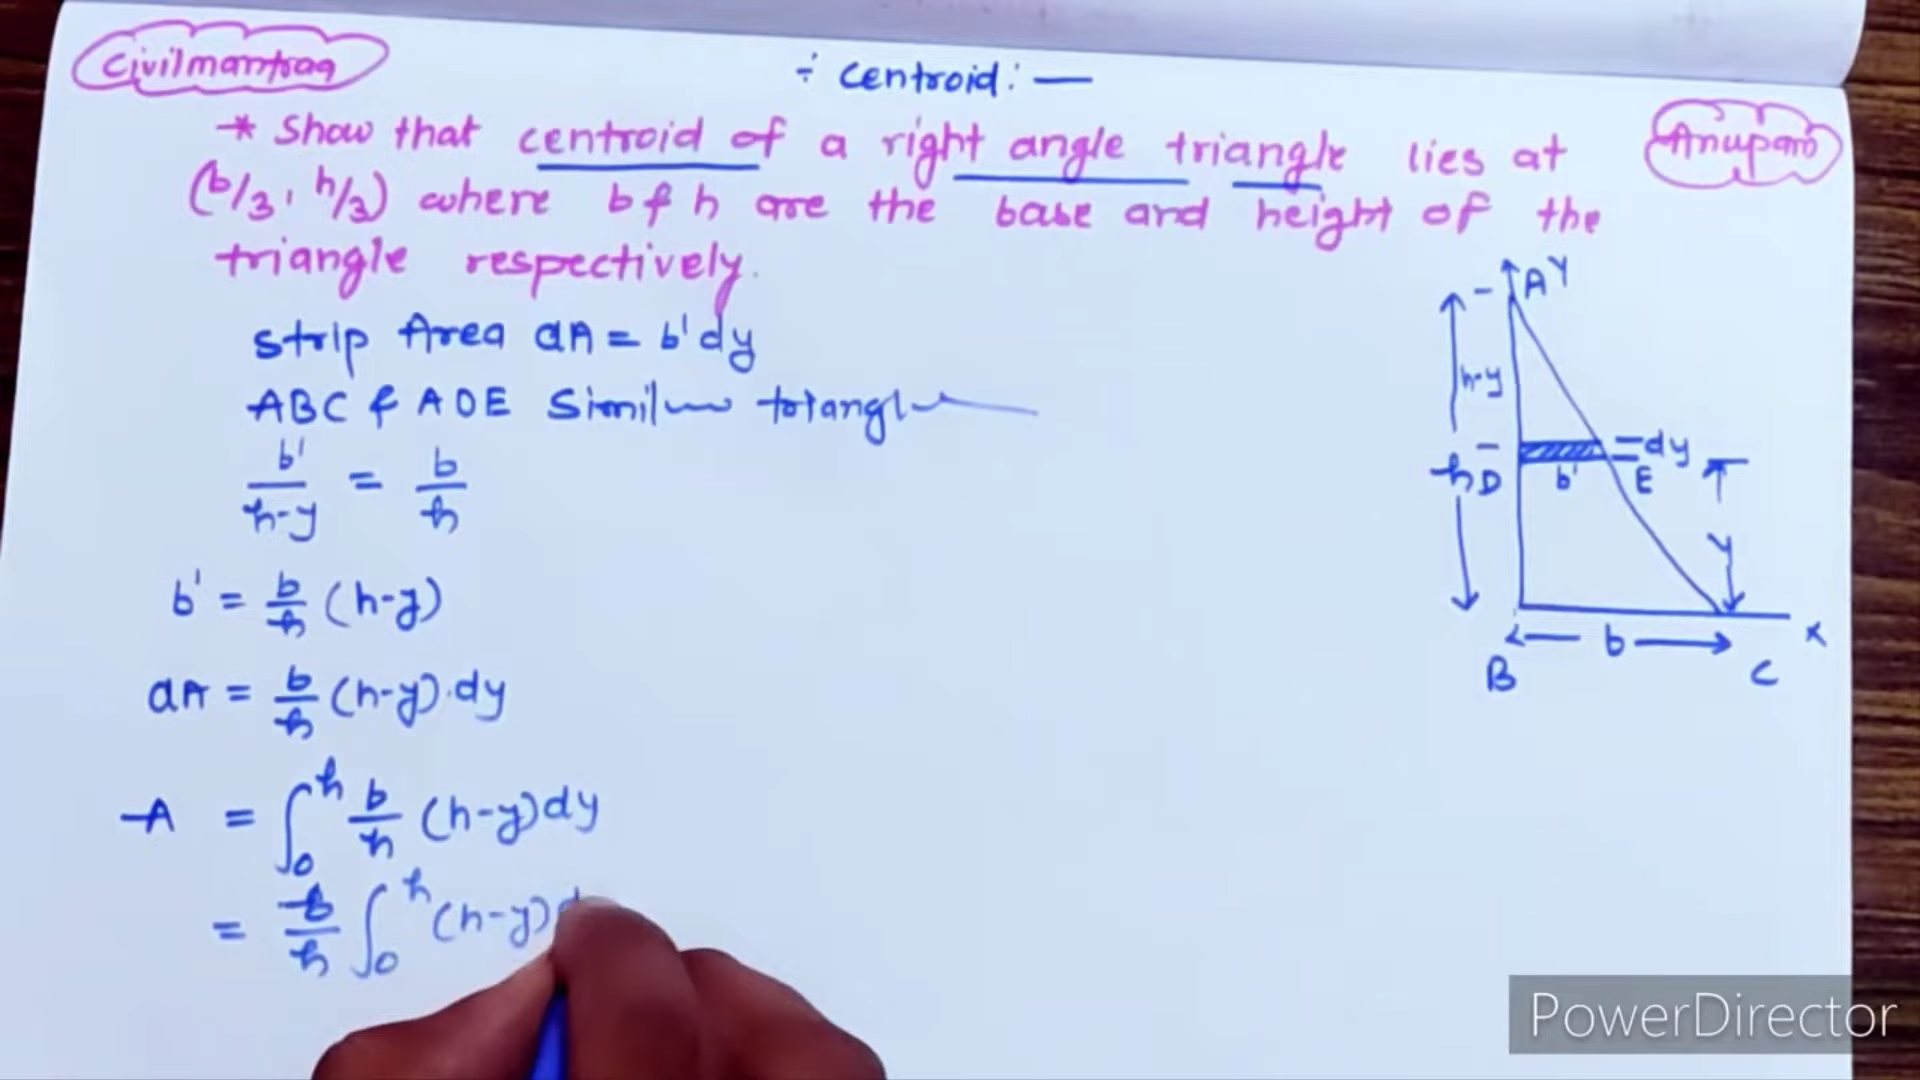 Civilmantraa
÷ Centroid: —
Anupam
* Show that centroid of a right angle triangle lies at
(b/3, h/3) where b & h are the base and height of the
triangle respectively.
Strip Area dA = b'dy
ABC & ADE Similar triangle
b'/h-y = b/h
b' = b/h (h-y)
dA = b/h (h-y).dy
A = ∫₀ʰ b/h (h-y)dy
= b/h ∫₀ʰ (h-y)d
A Y
h-y
dy
h D b' E
y
b x
B C
PowerDirector